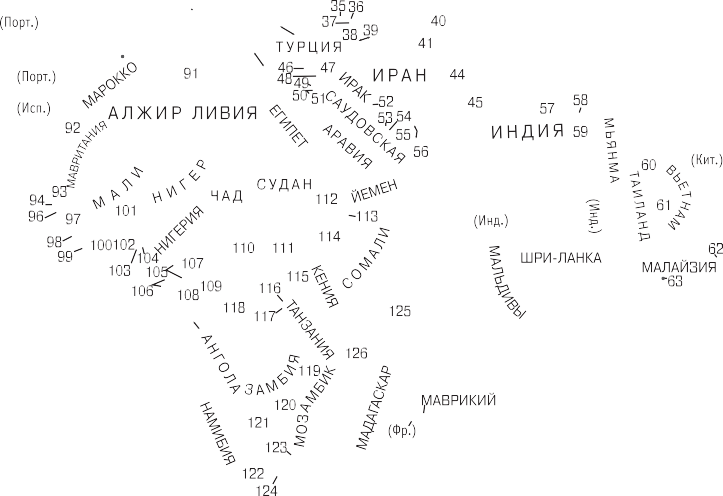 (Порт.)
35 36
37
38 39
40
41
ТУРЦИЯ
(Порт.)
МАРОККО
91
46 47
48
49
50 51
ИРАК
ИРАН
44
52
45
57
58
(Исп.)
АЛЖИР ЛИВИЯ
ЕГИПЕТ
САУДОВСКАЯ
АРАВИЯ
53 54
55
56
ИНДИЯ
59
92
МАВРИТАНИЯ
МЬЯНМА
60
ВЬЕТНАМ
(Кит.)
ТАИЛАНД
61
93
94
96
97
МАЛИ
101
НИГЕР
ЧАД
СУДАН
112
ЙЕМЕН
113
(Инд.)
(Инд.)
98
99
100 102
103
104
НИГЕРИЯ
105
106
107
108
109
110
111
114
115
КЕНИЯ
СОМАЛИ
МАЛЬДИВЫ
ШРИ-ЛАНКА
62
МАЛАЙЗИЯ
63
116
117
118
ТАНЗАНИЯ
125
АНГОЛА
ЗАМБИЯ
119
126
МОЗАМБИК
МАДАГАСКАР
МАВРИКИЙ
(Фр.)
120
121
НАМИБИЯ
123
122
124